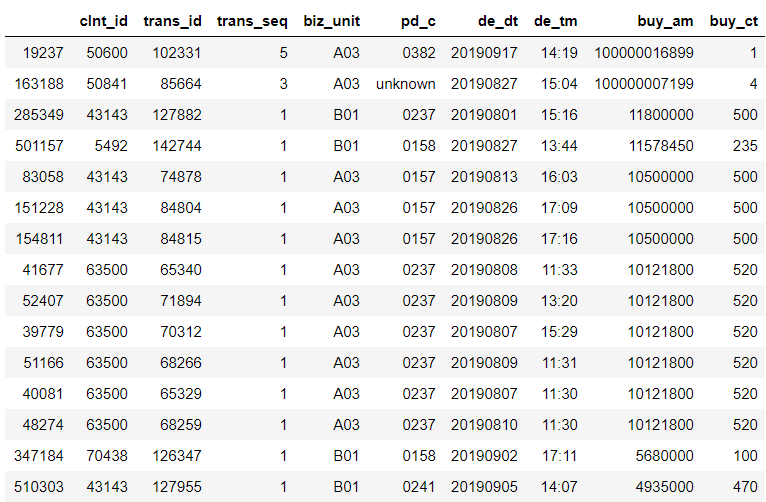 clnt_id trans_id trans_seq biz_unit pd_c de_dt de_tm buy_am buy_ct
19237 50600 102331 5 A03 0382 20190917 14:19 100000016899 1
163188 50841 85664 3 A03 unknown 20190827 15:04 100000007199 4
285349 43143 127882 1 B01 0237 20190801 15:16 11800000 500
501157 5492 142744 1 B01 0158 20190827 13:44 11578450 235
83058 43143 74878 1 A03 0157 20190813 16:03 10500000 500
151228 43143 84804 1 A03 0157 20190826 17:09 10500000 500
154811 43143 84815 1 A03 0157 20190826 17:16 10500000 500
41677 63500 65340 1 A03 0237 20190808 11:33 10121800 520
52407 63500 71894 1 A03 0237 20190809 13:20 10121800 520
39779 63500 70312 1 A03 0237 20190807 15:29 10121800 520
51166 63500 68266 1 A03 0237 20190809 11:31 10121800 520
40081 63500 65329 1 A03 0237 20190807 11:30 10121800 520
48274 63500 68259 1 A03 0237 20190810 11:30 10121800 520
347184 70438 126347 1 B01 0158 20190902 17:11 5680000 100
510303 43143 127955 1 B01 0241 20190905 14:07 4935000 470